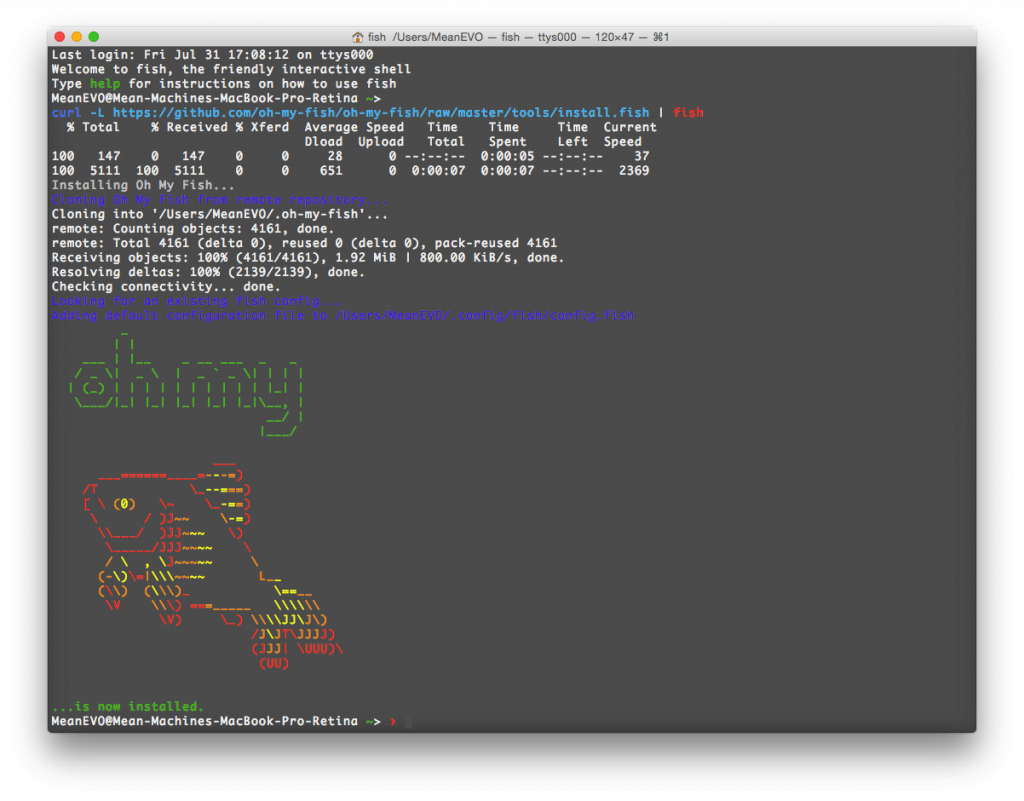 fish  /Users/MeanEVO — fish — ttys000 — 120×47 — ⌘1
Last login: Fri Jul 31 17:08:12 on ttys000
Welcome to fish, the friendly interactive shell
Type help for instructions on how to use fish
MeanEVO@Mean-Machines-MacBook-Pro-Retina ~>
curl -L https://github.com/oh-my-fish/oh-my-fish/raw/master/tools/install.fish | fish
  % Total    % Received % Xferd  Average Speed   Time    Time     Time  Current
                                 Dload  Upload   Total   Spent    Left  Speed
100   147    0   147    0     0     28      0 --:--:--  0:00:05 --:--:--    37
100  5111  100  5111    0     0    651      0  0:00:07  0:00:07 --:--:--  2369
Installing Oh My Fish...
Cloning Oh My Fish from remote repository...
Cloning into '/Users/MeanEVO/.oh-my-fish'...
remote: Counting objects: 4161, done.
remote: Total 4161 (delta 0), reused 0 (delta 0), pack-reused 4161
Receiving objects: 100% (4161/4161), 1.92 MiB | 800.00 KiB/s, done.
Resolving deltas: 100% (2139/2139), done.
Checking connectivity... done.
Looking for an existing fish config...
Adding default configuration file to /Users/MeanEVO/.config/fish/config.fish
oh my
...is now installed.
MeanEVO@Mean-Machines-MacBook-Pro-Retina ~> ›